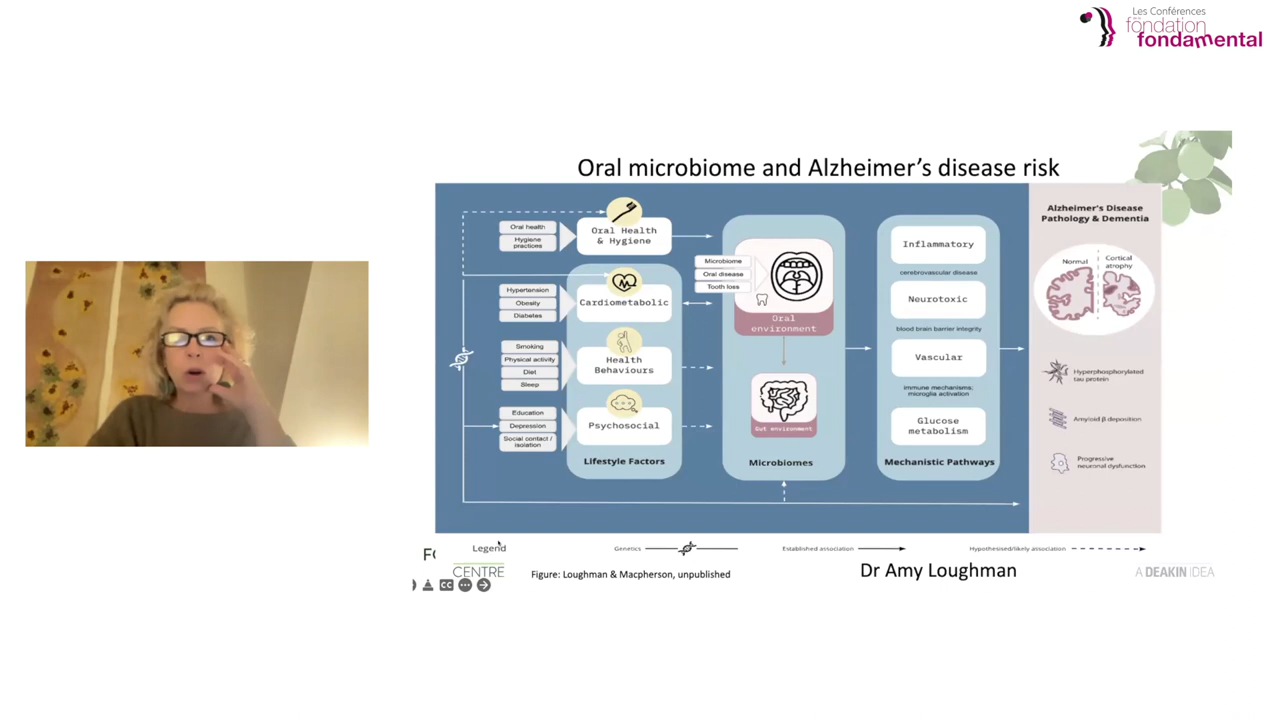 Les Conférences
de la
fondation
fondamental
Oral microbiome and Alzheimer's disease risk
Oral health
Hygiene
practices
Oral Health
& Hygiene
Hypertension
Obesity
Diabetes
Cardiometabolic
Smoking
Physical activity
Diet
Sleep
Health
Behaviours
Education
Depression
Social contact /
isolation
Psychosocial
Lifestyle Factors
Microbiome
Oral disease
Tooth loss
Oral
environment
Gut environment
Microbiomes
Inflammatory
cerebrovascular disease
Neurotoxic
blood brain barrier integrity
Vascular
immune mechanisms;
microglia activation
Glucose
metabolism
Mechanistic Pathways
Alzheimer's Disease
Pathology & Dementia
Normal
Cortical
atrophy
Hyperphosphorylated
tau protein
Amyloid β deposition
Progressive
neuronal dysfunction
Legend
Genetics
Established association
Hypothesised/likely association
CENTRE
CC
Figure: Loughman & Macpherson, unpublished
Dr Amy Loughman
A DEAKIN IDEA